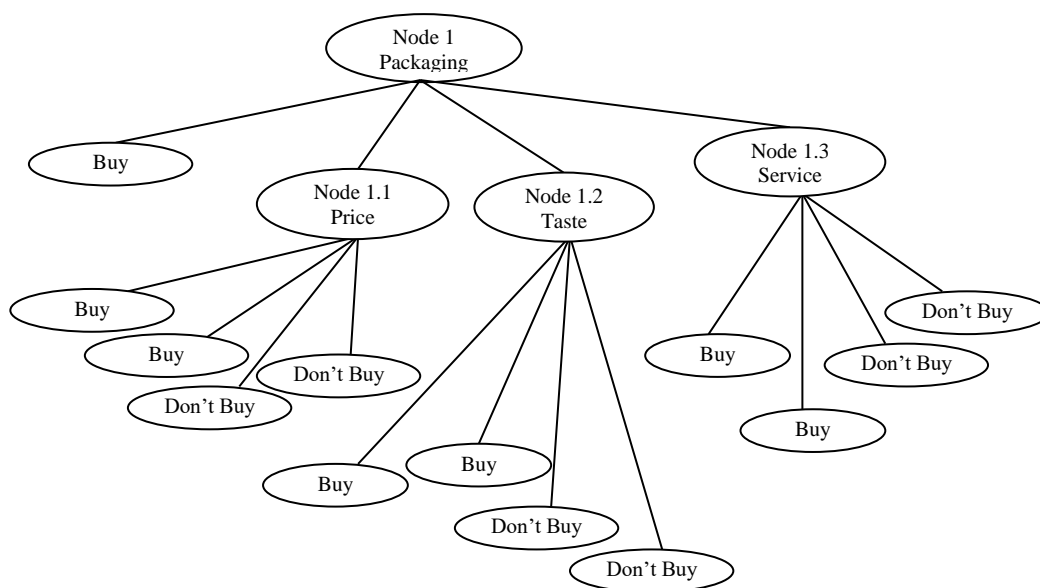 Node 1
Packaging
Buy
Node 1.3
Service
Node 1.1
Price
Node 1.2
Taste
Buy
Buy
Don't Buy
Don't Buy
Buy
Buy
Don't Buy
Don't Buy
Buy
Buy
Don't Buy
Don't Buy